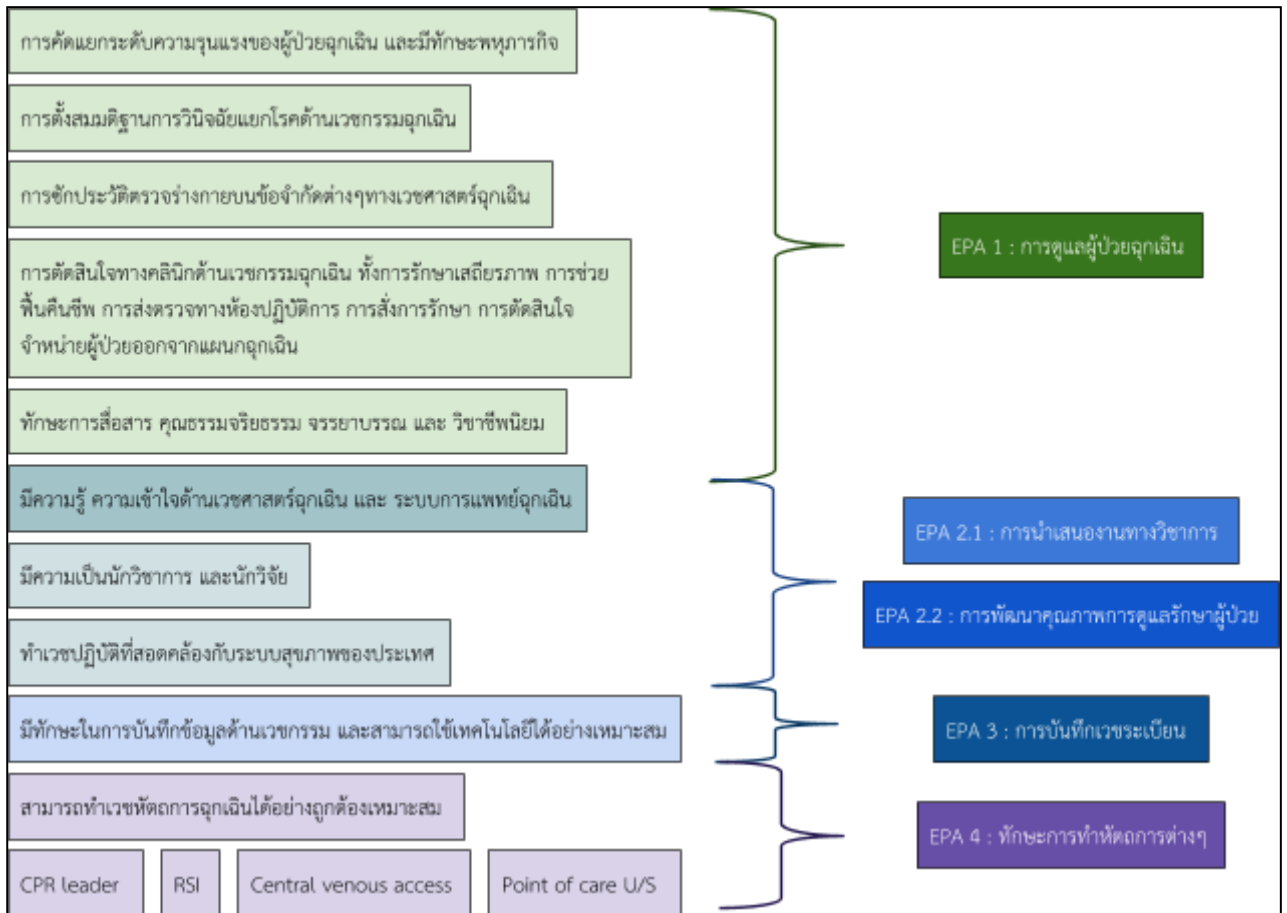 การคัดแยกระดับความรุนแรงของผู้ป่วยฉุกเฉิน และมีทักษะพหุภารกิจ
การตั้งสมมติฐานการวินิจฉัยแยกโรคด้านเวชกรรมฉุกเฉิน
การซักประวัติตรวจร่างกายบนข้อจำกัดต่างๆทางเวชศาสตร์ฉุกเฉิน
การตัดสินใจทางคลินิกด้านเวชกรรมฉุกเฉิน ทั้งการรักษาเสถียรภาพ การช่วย
ฟื้นคืนชีพ การส่งตรวจทางห้องปฏิบัติการ การสั่งการรักษา การตัดสินใจ
จำหน่ายผู้ป่วยออกจากแผนกฉุกเฉิน
ทักษะการสื่อสาร คุณธรรมจริยธรรม จรรยาบรรณ และ วิชาชีพนิยม
EPA 1 : การดูแลผู้ป่วยฉุกเฉิน
มีความรู้ ความเข้าใจด้านเวชศาสตร์ฉุกเฉิน และ ระบบการแพทย์ฉุกเฉิน
มีความเป็นนักวิชาการ และนักวิจัย
ทำเวชปฏิบัติที่สอดคล้องกับระบบสุขภาพของประเทศ
EPA 2.1 : การนำเสนองานทางวิชาการ
EPA 2.2 : การพัฒนาคุณภาพการดูแลรักษาผู้ป่วย
มีทักษะในการบันทึกข้อมูลด้านเวชกรรม และสามารถใช้เทคโนโลยีได้อย่างเหมาะสม
EPA 3 : การบันทึกเวชระเบียน
สามารถทำเวชหัตถการฉุกเฉินได้อย่างถูกต้องเหมาะสม
CPR leader
RSI
Central venous access
Point of care U/S
EPA 4 : ทักษะการทำหัตถการต่างๆ